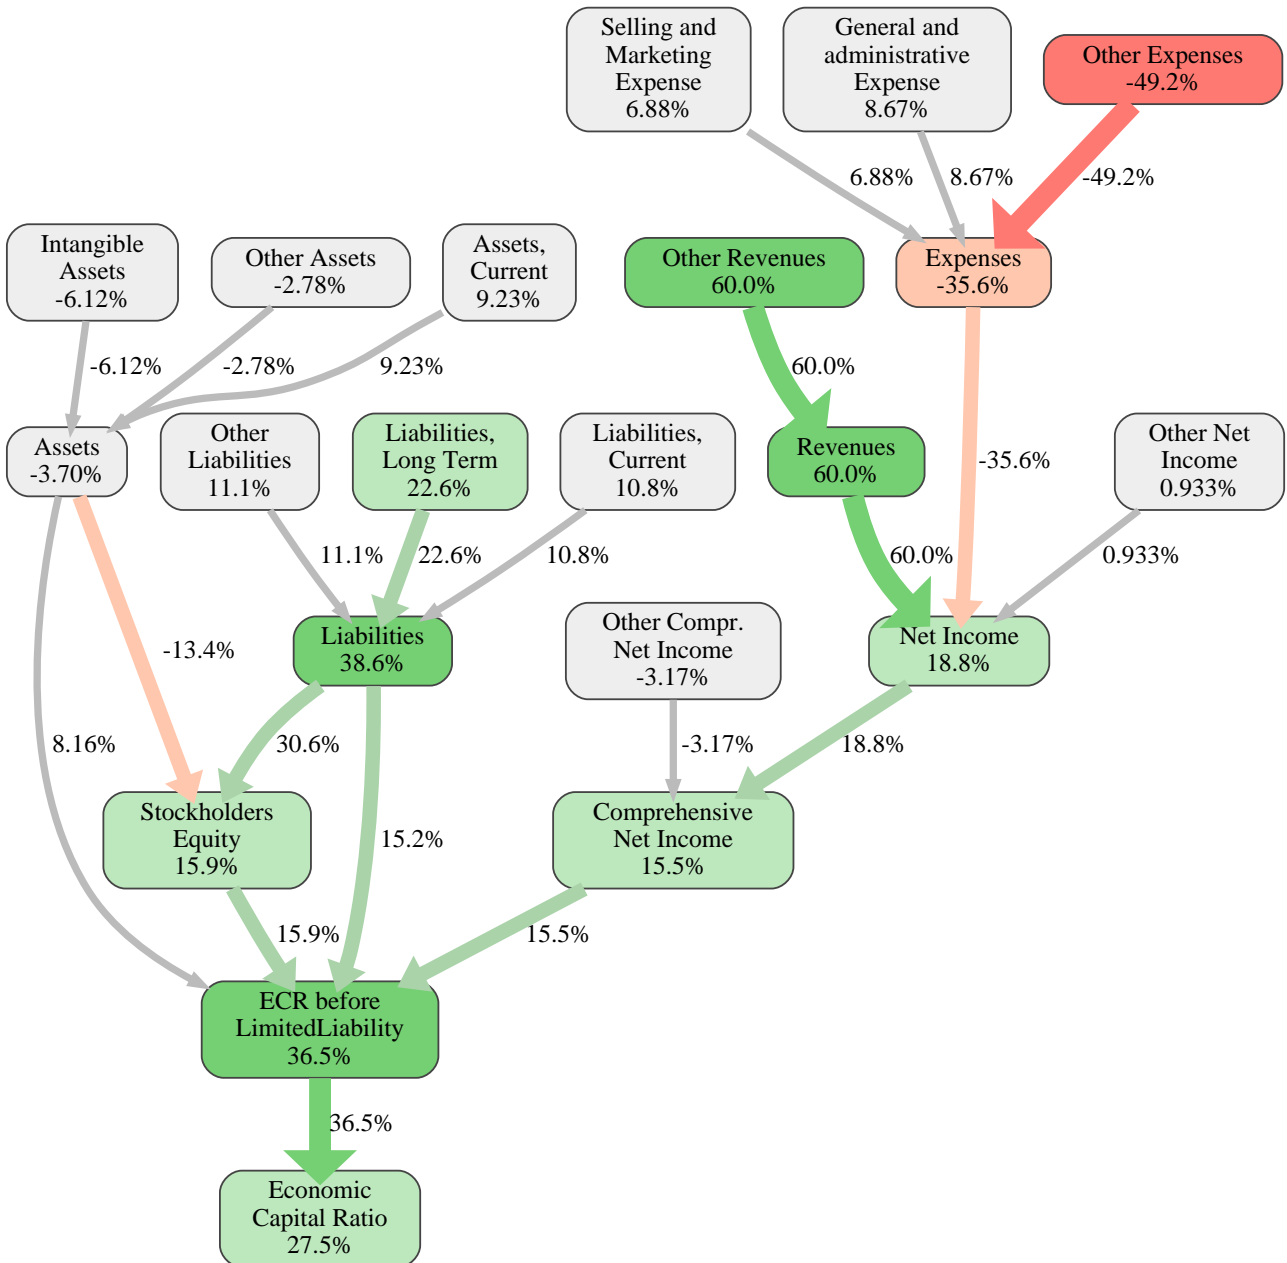 Selling and
Marketing
Expense
6.88%
General and
administrative
Expense
8.67%
Other Expenses
-49.2%
6.88%
8.67%
-49.2%
Intangible
Assets
-6.12%
Other Assets
-2.78%
Assets,
Current
9.23%
Other Revenues
60.0%
Expenses
-35.6%
-6.12%
-2.78%
9.23%
60.0%
Assets
-3.70%
Other
Liabilities
11.1%
Liabilities,
Long Term
22.6%
Liabilities,
Current
10.8%
Revenues
60.0%
-35.6%
Other Net
Income
0.933%
11.1%
22.6%
10.8%
60.0%
0.933%
-13.4%
Liabilities
38.6%
Other Compr.
Net Income
-3.17%
Net Income
18.8%
8.16%
30.6%
-3.17%
18.8%
Stockholders
Equity
15.9%
15.2%
Comprehensive
Net Income
15.5%
15.9%
15.5%
ECR before
LimitedLiability
36.5%
36.5%
Economic
Capital Ratio
27.5%